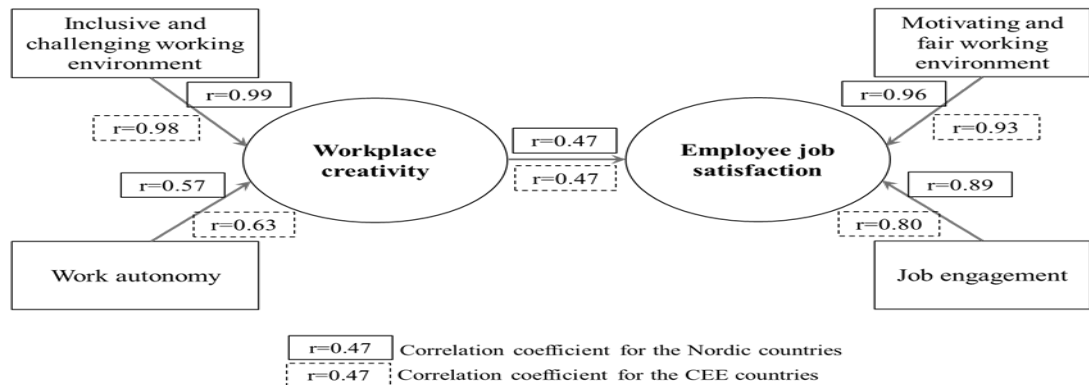 Inclusive and
challenging working
environment
Motivating and
fair working
environment
r=0.99
r=0.98
r=0.96
r=0.93
Workplace
creativity
r=0.47
r=0.47
Employee job
satisfaction
r=0.57
r=0.63
r=0.89
r=0.80
Work autonomy
Job engagement
r=0.47 Correlation coefficient for the Nordic countries
r=0.47 Correlation coefficient for the CEE countries